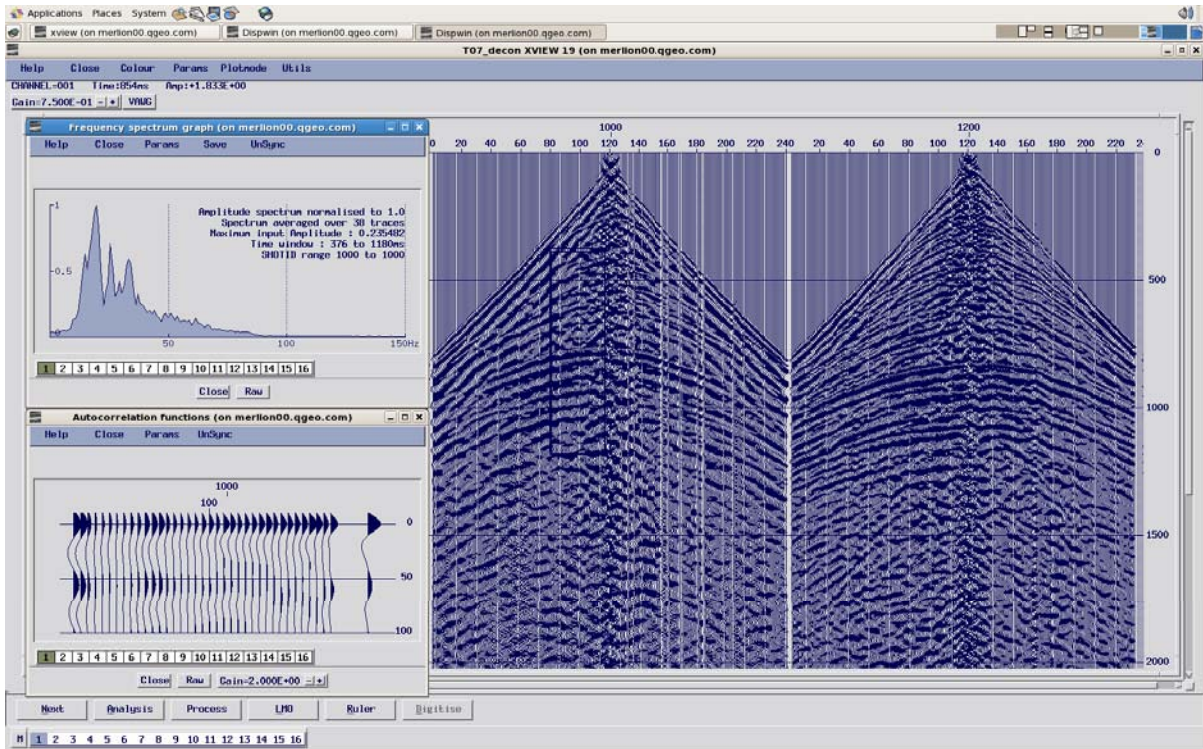 Applications Places System
xview (on merlion00.qgeo.com) Dispwin (on merlion00.qgeo.com) Dispwin (on merlion00.qgeo.com)
T07_decon XVIEW 19 (on merlion00.qgeo.com)
Help Close Colour Params Plotmode Utils
CHANNEL=001 Time:854ms Amp:+1.833E+00
Gain=7.500E-01 - + VAWG
Frequency spectrum graph (on merlion00.qgeo.com)
Help Close Params Save UnSync
1
Amplitude spectrum normalised to 1.0
Spectrum averaged over 38 traces
Maximum input Amplitude : 0.235482
Time window : 376 to 1180ms
SHOTID range 1000 to 1000
0.5
0
50 100 150Hz
1 2 3 4 5 6 7 8 9 10 11 12 13 14 15 16
Close Raw
Autocorrelation functions (on merlion00.qgeo.com)
Help Close Params UnSync
1000
100
0
50
100
1 2 3 4 5 6 7 8 9 10 11 12 13 14 15 16
Close Raw Gain=2.000E+00 - +
1000 1200
0 20 40 60 80 100 120 140 156 180 200 220 240 20 40 60 80 100 120 140 160 180 200 220 2
0
500
1000
1500
2000
Next Analysis Process LMO Ruler Digitise
M 1 2 3 4 5 6 7 8 9 10 11 12 13 14 15 16